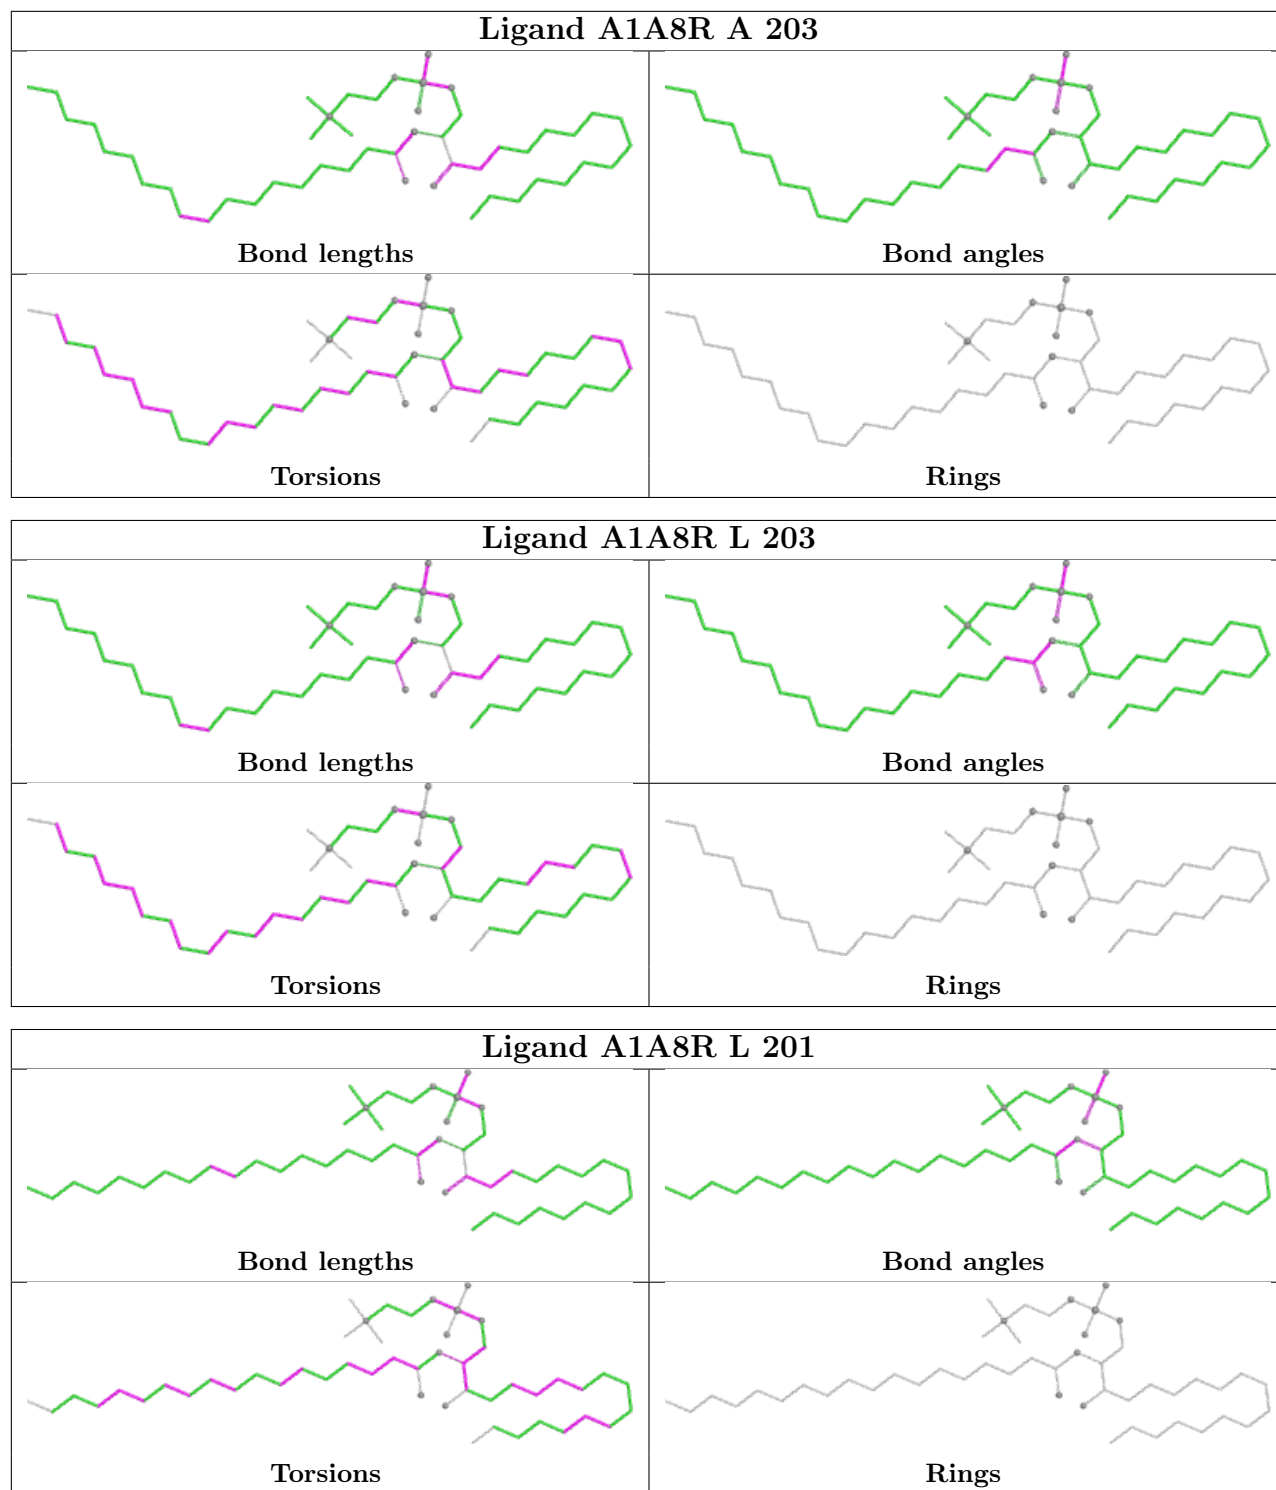 Ligand A1A8R A 203
Bond lengths
Bond angles
Torsions
Rings
Ligand A1A8R L 203
Bond lengths
Bond angles
Torsions
Rings
Ligand A1A8R L 201
Bond lengths
Bond angles
Torsions
Rings